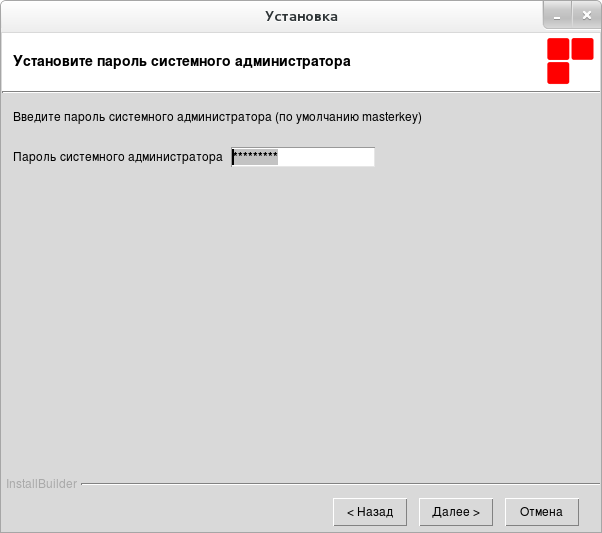 Установка
Установите пароль системного администратора
Введите пароль системного администратора (по умолчанию masterkey)
Пароль системного администратора *********
InstallBuilder
< Назад Далее > Отмена